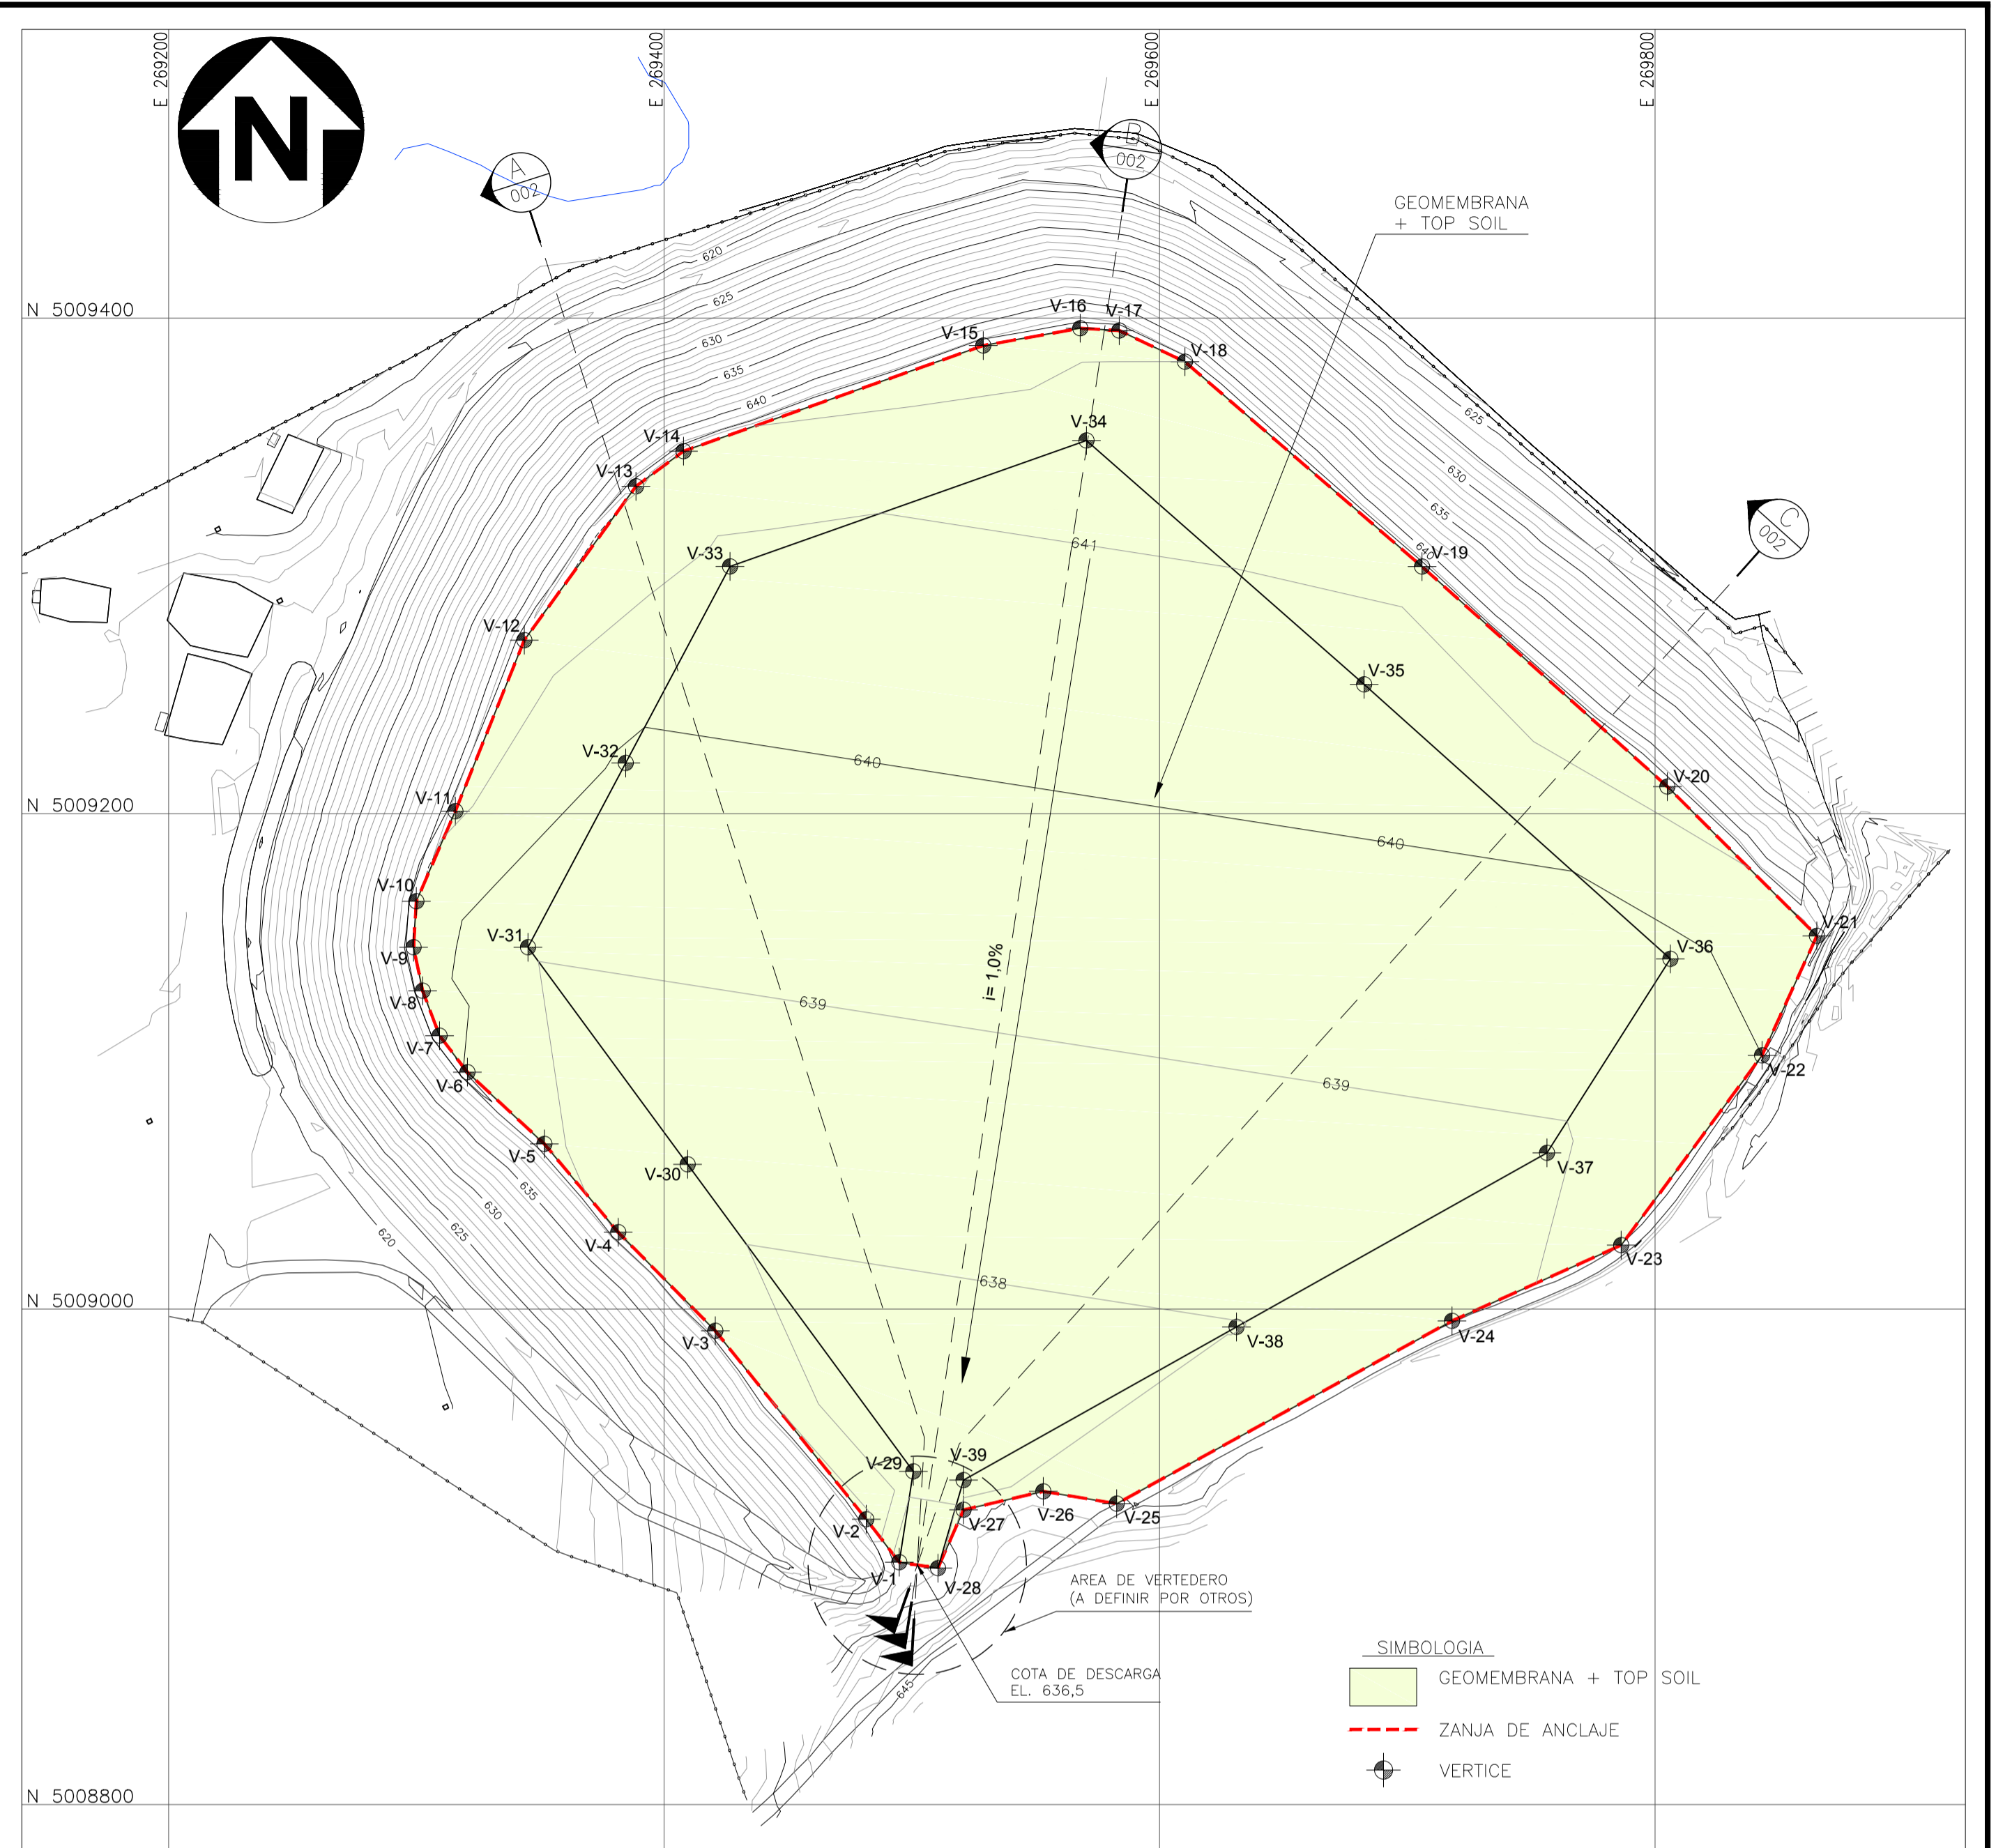 E 269200
E 269400
E 269600
E 269800
N
A
002
B
002
GEOMEMBRANA
+ TOP SOIL
620
625
630
635
640
N 5009400
V-16
V-17
V-15
V-18
625
V-14
V-34
V-13
630
635
640
C
002
641
V-33
V-19
V-12
V-35
V-32
640
V-20
V-11
N 5009200
640
V-10
V-31
V-21
V-9
V-36
i= 1,0%
639
V-8
V-7
V-6
639
V-22
V-5
V-30
V-37
635
630
625
620
V-4
V-23
638
N 5009000
V-3
V-38
V-24
V-29
V-39
V-2
V-27
V-26
V-25
V-1
V-28
AREA DE VERTEDERO
(A DEFINIR POR OTROS)
COTA DE DESCARGA
EL. 636,5
645
SIMBOLOGIA
GEOMEMBRANA + TOP SOIL
ZANJA DE ANCLAJE
VERTICE
N 5008800